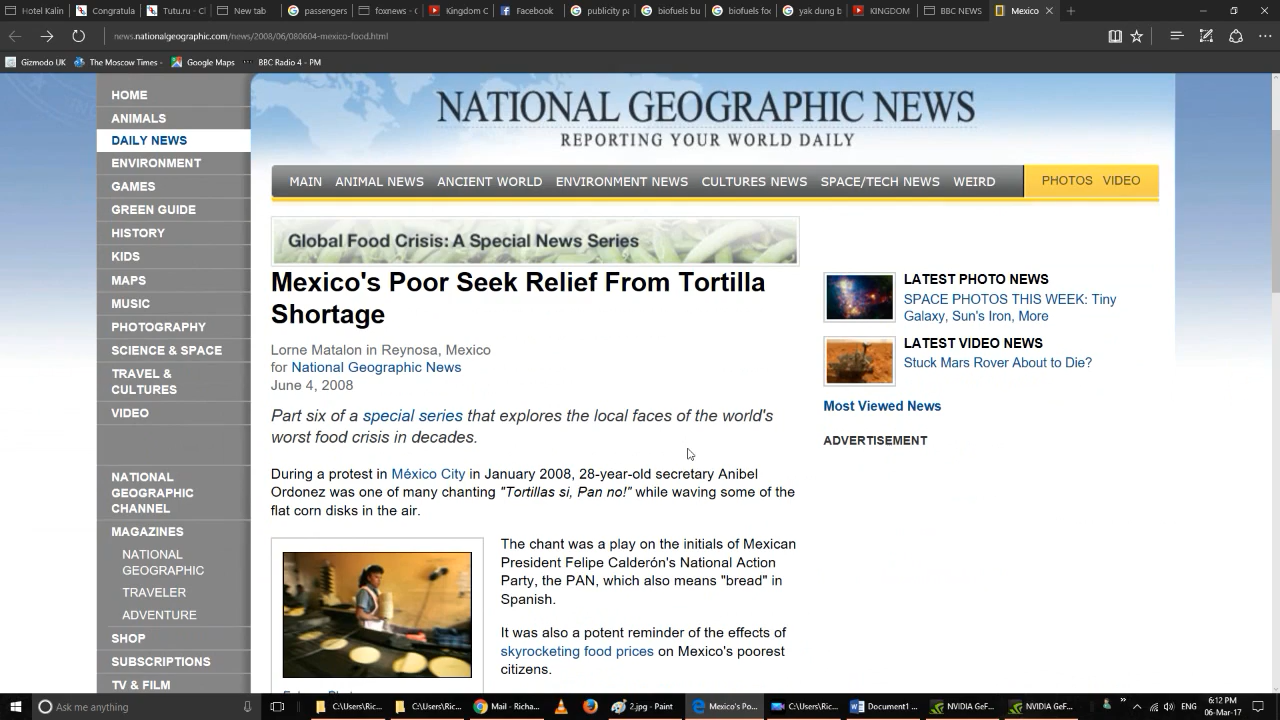 Hotel Kalin
Congratula
Tutu.ru - Cl
New tab
passengers
foxnews - G
Kingdom C
Facebook
publicity pa
biofuels bu
biofuels foo
yak dung b
KINGDOM
BBC NEWS
Mexico
news.nationalgeographic.com/news/2008/06/080604-mexico-food.html
Gizmodo UK
The Moscow Times -
Google Maps
BBC Radio 4 - PM
HOME
ANIMALS
DAILY NEWS
ENVIRONMENT
GAMES
GREEN GUIDE
HISTORY
KIDS
MAPS
MUSIC
PHOTOGRAPHY
SCIENCE & SPACE
TRAVEL &
CULTURES
VIDEO
NATIONAL
GEOGRAPHIC
CHANNEL
MAGAZINES
NATIONAL
GEOGRAPHIC
TRAVELER
ADVENTURE
SHOP
SUBSCRIPTIONS
TV & FILM
NATIONAL GEOGRAPHIC NEWS
REPORTING YOUR WORLD DAILY
MAIN ANIMAL NEWS ANCIENT WORLD ENVIRONMENT NEWS CULTURES NEWS SPACE/TECH NEWS WEIRD PHOTOS VIDEO
Global Food Crisis: A Special News Series
Mexico's Poor Seek Relief From Tortilla
Shortage
Lorne Matalon in Reynosa, Mexico
for National Geographic News
June 4, 2008
Part six of a special series that explores the local faces of the world's
worst food crisis in decades.
During a protest in México City in January 2008, 28-year-old secretary Anibel
Ordonez was one of many chanting "Tortillas si, Pan no!" while waving some of the
flat corn disks in the air.
The chant was a play on the initials of Mexican
President Felipe Calderón's National Action
Party, the PAN, which also means "bread" in
Spanish.
It was also a potent reminder of the effects of
skyrocketing food prices on Mexico's poorest
citizens.
LATEST PHOTO NEWS
SPACE PHOTOS THIS WEEK: Tiny
Galaxy, Sun's Iron, More
LATEST VIDEO NEWS
Stuck Mars Rover About to Die?
Most Viewed News
ADVERTISEMENT
Ask me anything
C:\Users\Ric...
C:\Users\Ric...
Mail - Richa...
2.jpg - Paint
Mexico's Po...
C:\Users\Ric...
Document1 ...
NVIDIA GeF...
NVIDIA GeF...
ENG
6:12 PM
06-Mar-17